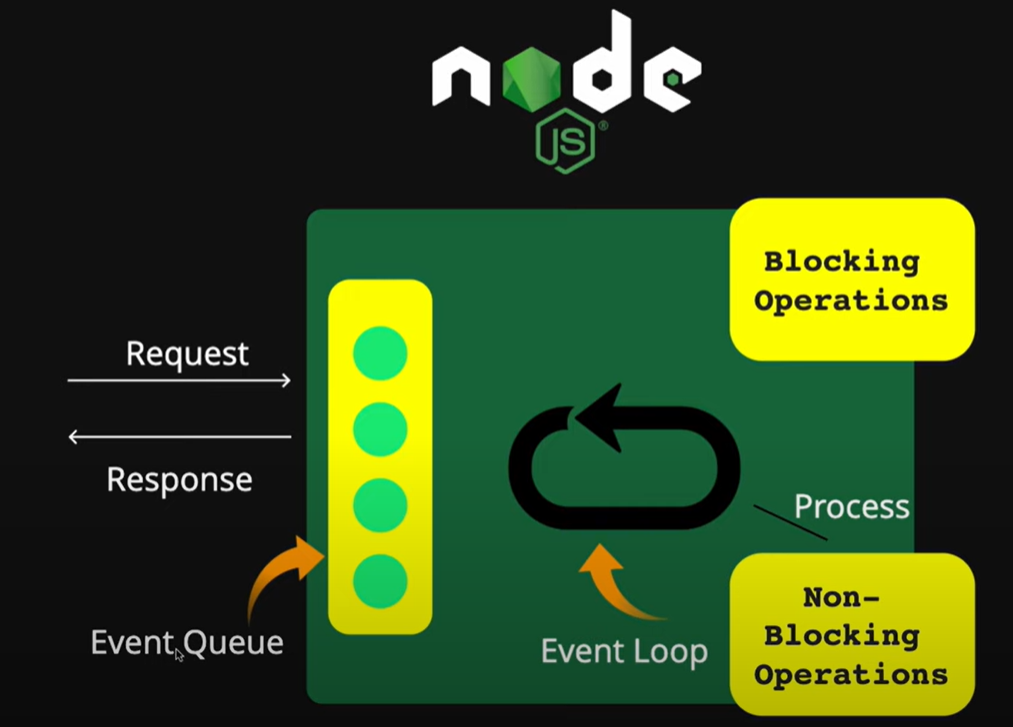 node
JS®
Blocking
Operations
Request
Response
Process
Non-
Blocking
Operations
Event Queue
Event Loop